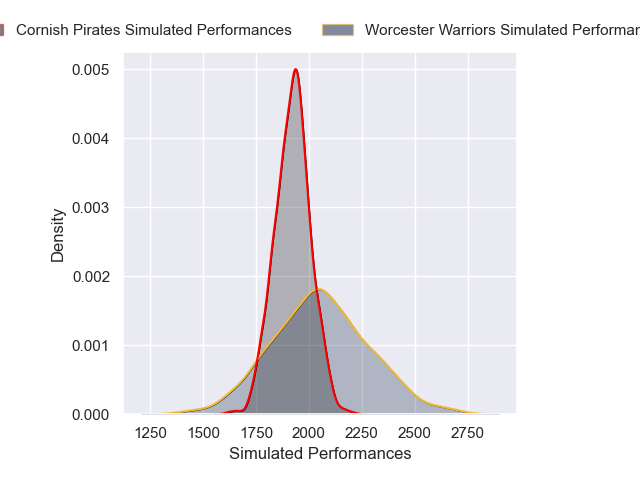 Cornish Pirates Simulated Performances
Worcester Warriors Simulated
0.005
0.004
0.003
0.002
0.001
0.000
Density
1250 1500 1750 2000 2250 2500 2750
Simulated Performances